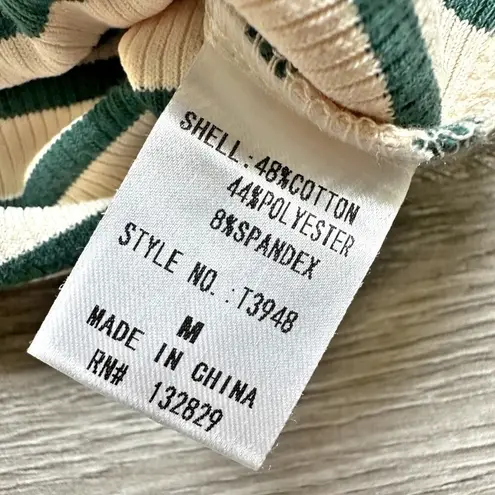 SHELL:48%COTTON
44%POLYESTER
8%SPANDEX
STYLE NO.:T3948
M
MADE IN CHINA
RN# 132829